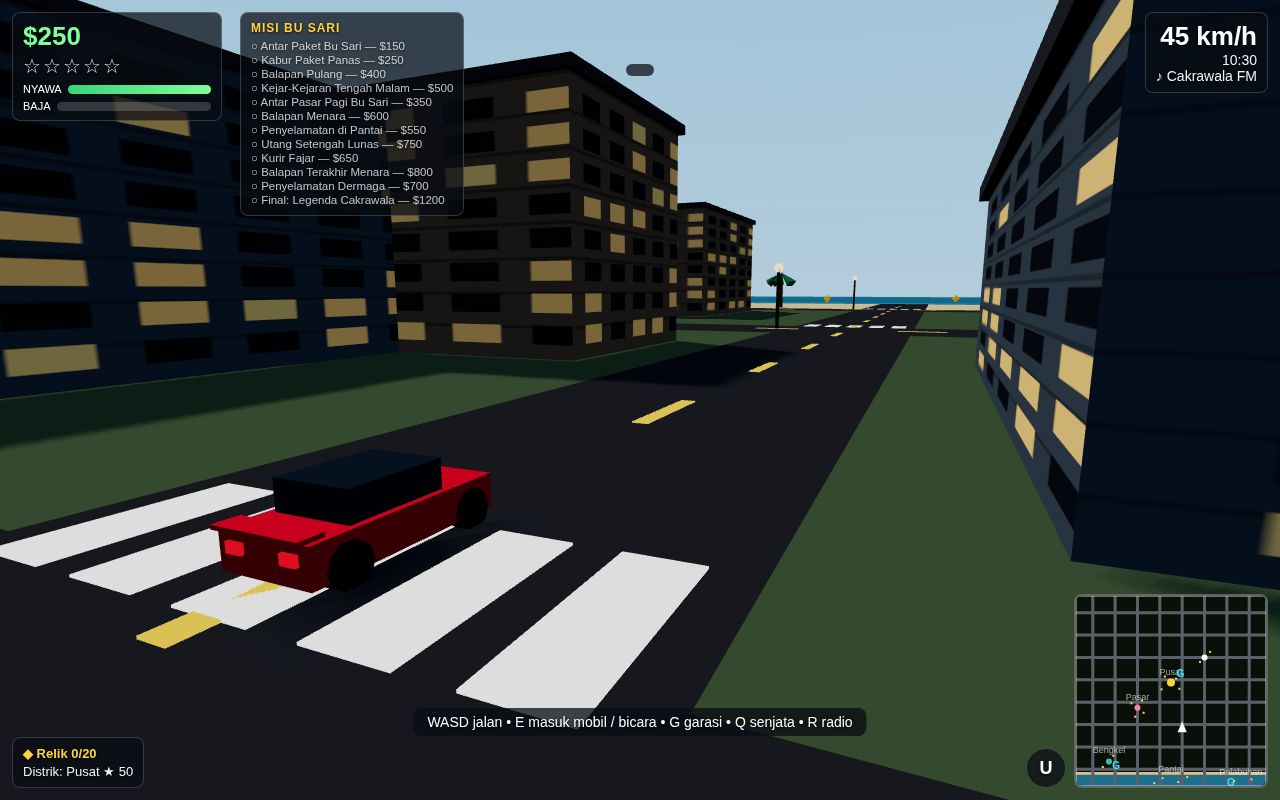 $250
☆☆☆☆☆
NYAWA
BAJA
MISI BU SARI
○ Antar Paket Bu Sari — $150
○ Kabur Paket Panas — $250
○ Balapan Pulang — $400
○ Kejar-Kejaran Tengah Malam — $500
○ Antar Pasar Pagi Bu Sari — $350
○ Balapan Menara — $600
○ Penyelamatan di Pantai — $550
○ Utang Setengah Lunas — $750
○ Kurir Fajar — $650
○ Balapan Terakhir Menara — $800
○ Penyelamatan Dermaga — $700
○ Final: Legenda Cakrawala — $1200
45 km/h
10:30
♪ Cakrawala FM
WASD jalan • E masuk mobil / bicara • G garasi • Q senjata • R radio
◆ Relik 0/20
Distrik: Pusat ★ 50
U
Pusat
G
Pasar
Bengkel
G
Pantai
Pelabuhan
G